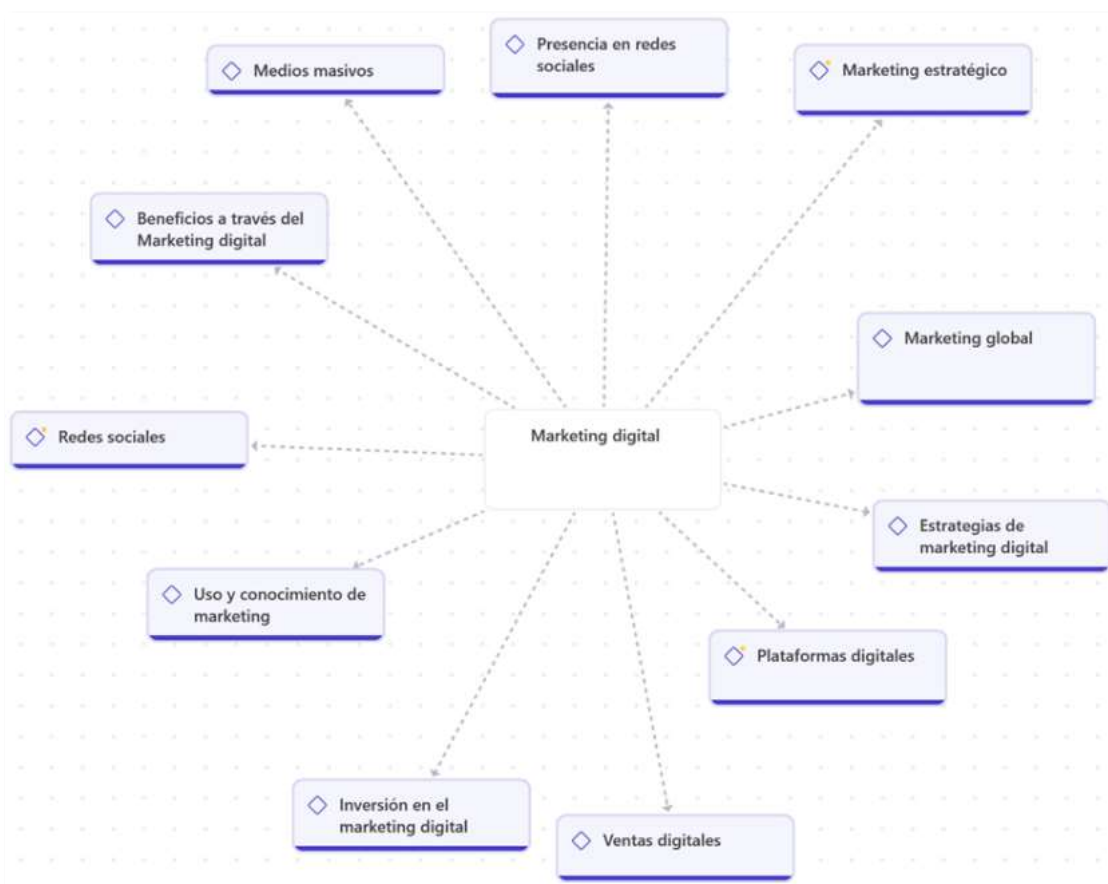 Presencia en redes
sociales
Medios masivos
Marketing estratégico
Beneficios a través del
Marketing digital
Marketing global
Redes sociales
Marketing digital
Estrategias de
marketing digital
Uso y conocimiento de
marketing
Plataformas digitales
Inversión en el
marketing digital
Ventas digitales